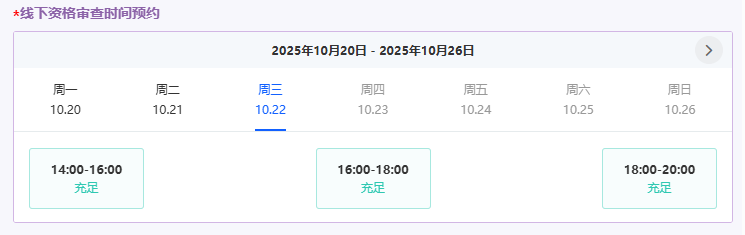 *线下资格审查时间预约
2025年10月20日 - 2025年10月26日
周一 周二 周三 周四 周五 周六 周日
10.20 10.21 10.22 10.23 10.24 10.25 10.26
14:00-16:00 16:00-18:00 18:00-20:00
充足 充足 充足